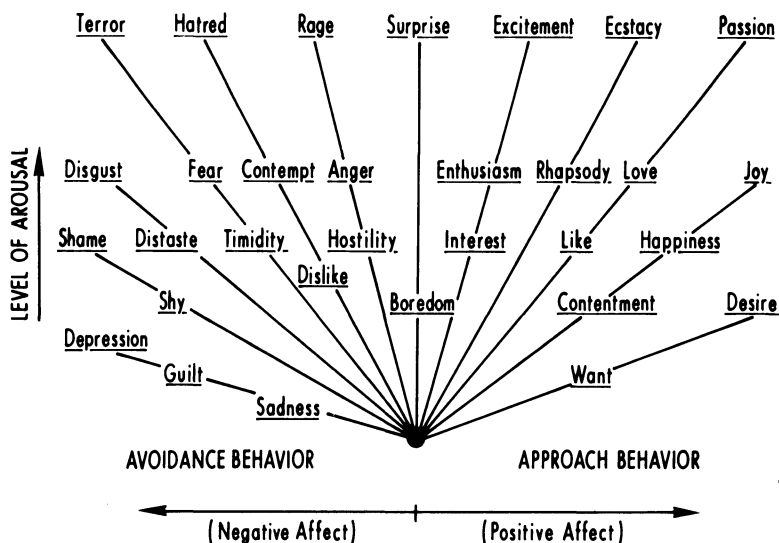 Terror Hatred Rage Surprise Excitement Ecstacy Passion
LEVEL OF AROUSAL
Disgust Fear Contempt Anger Enthusiasm Rhapsody Love Joy
Shame Distaste Timidity Hostility Interest Like Happiness
Dislike
Shy Boredom Contentment Desire
Depression
Guilt Want
Sadness
AVOIDANCE BEHAVIOR APPROACH BEHAVIOR
(Negative Affect) (Positive Affect)